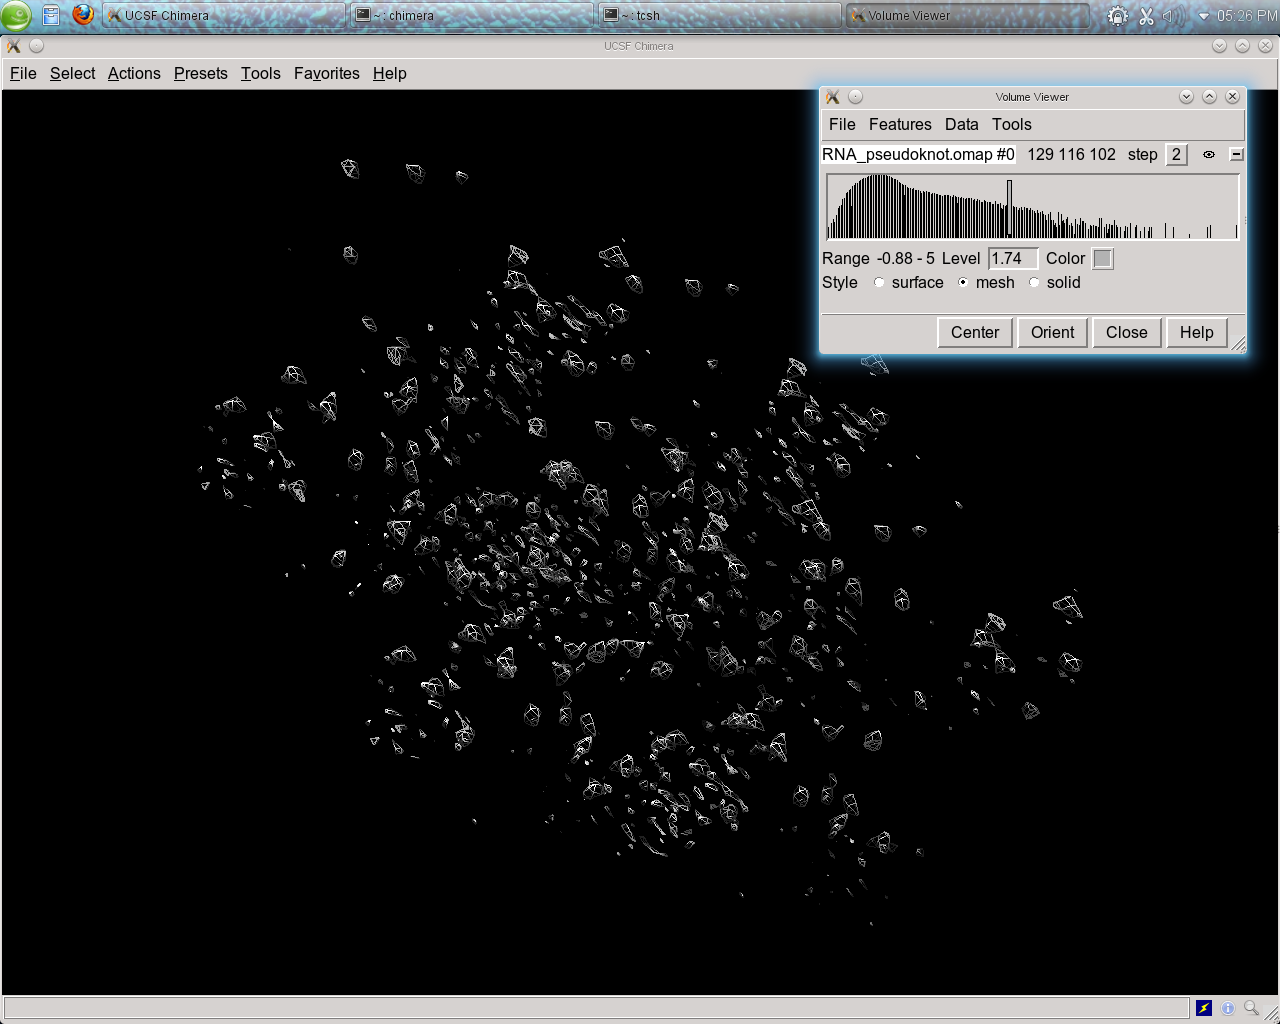 UCSF Chimera
~ : chimera
~ : tcsh
Volume Viewer
05:26 PM
UCSF Chimera
File Select Actions Presets Tools Favorites Help
Volume Viewer
File Features Data Tools
RNA_pseudoknot.omap #0 129 116 102 step 2
Range -0.88 - 5 Level 1.74 Color
Style surface mesh solid
Center Orient Close Help